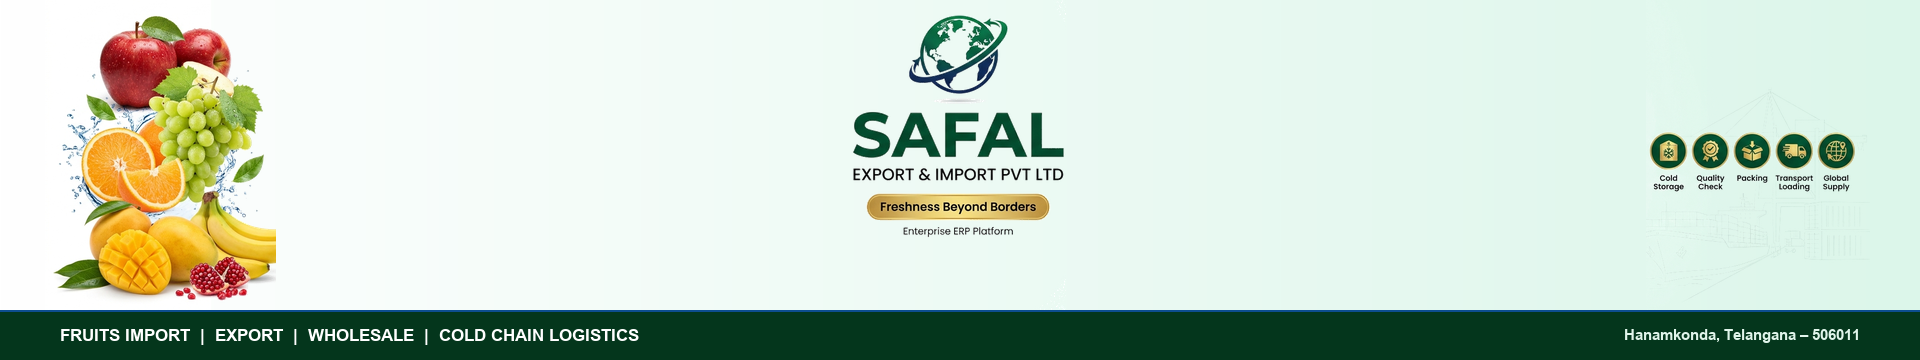 SAFAL
EXPORT & IMPORT PVT LTD
Freshness Beyond Borders
Enterprise ERP Platform
Cold Storage
Quality Check
Packing
Transport Loading
Global Supply
FRUITS IMPORT | EXPORT | WHOLESALE | COLD CHAIN LOGISTICS
Hanamkonda, Telangana – 506011